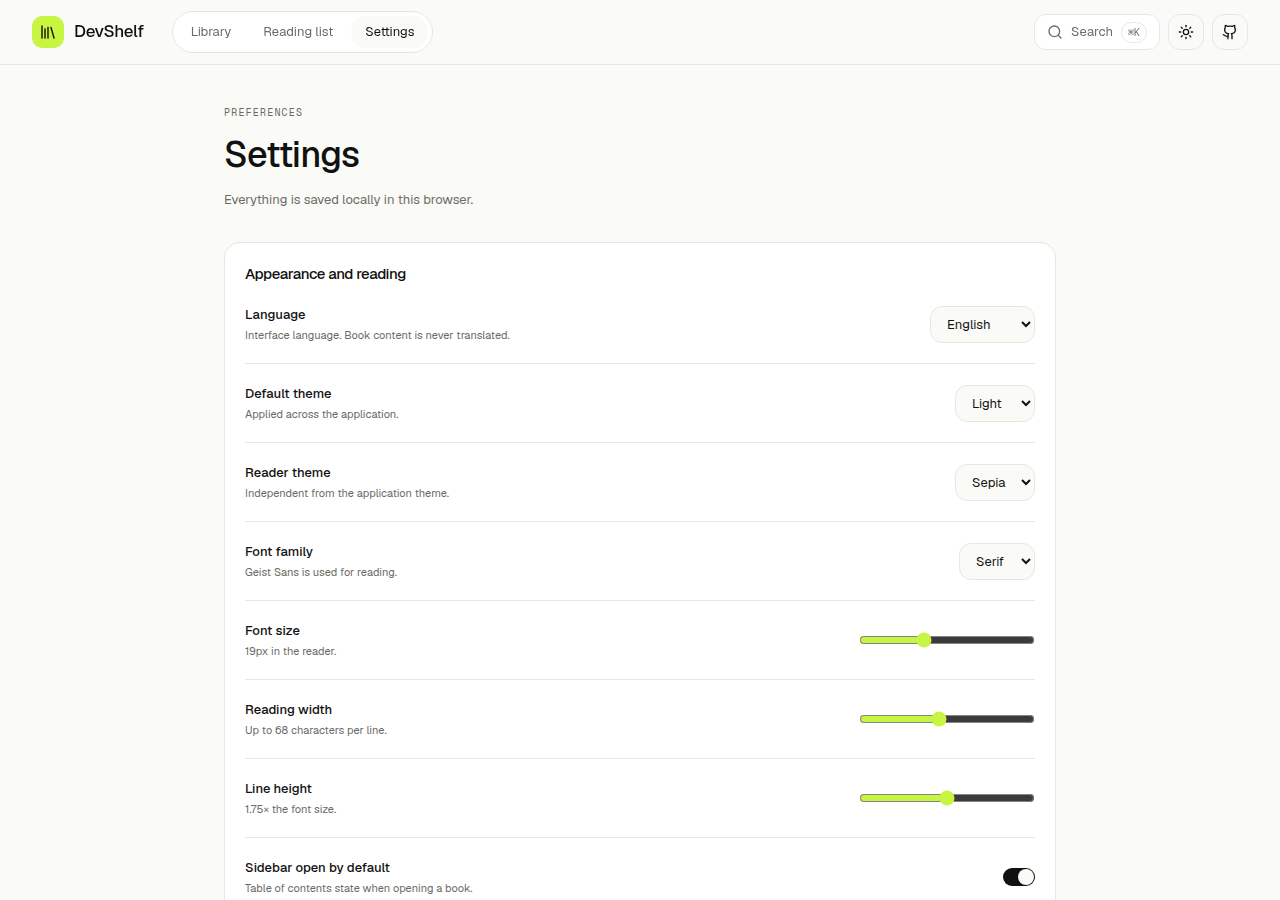 DevShelf
Library
Reading list
Settings
Search
⌘K
PREFERENCES
Settings
Everything is saved locally in this browser.
Appearance and reading
Language
Interface language. Book content is never translated.
English
Default theme
Applied across the application.
Light
Reader theme
Independent from the application theme.
Sepia
Font family
Geist Sans is used for reading.
Serif
Font size
19px in the reader.
Reading width
Up to 68 characters per line.
Line height
1.75× the font size.
Sidebar open by default
Table of contents state when opening a book.